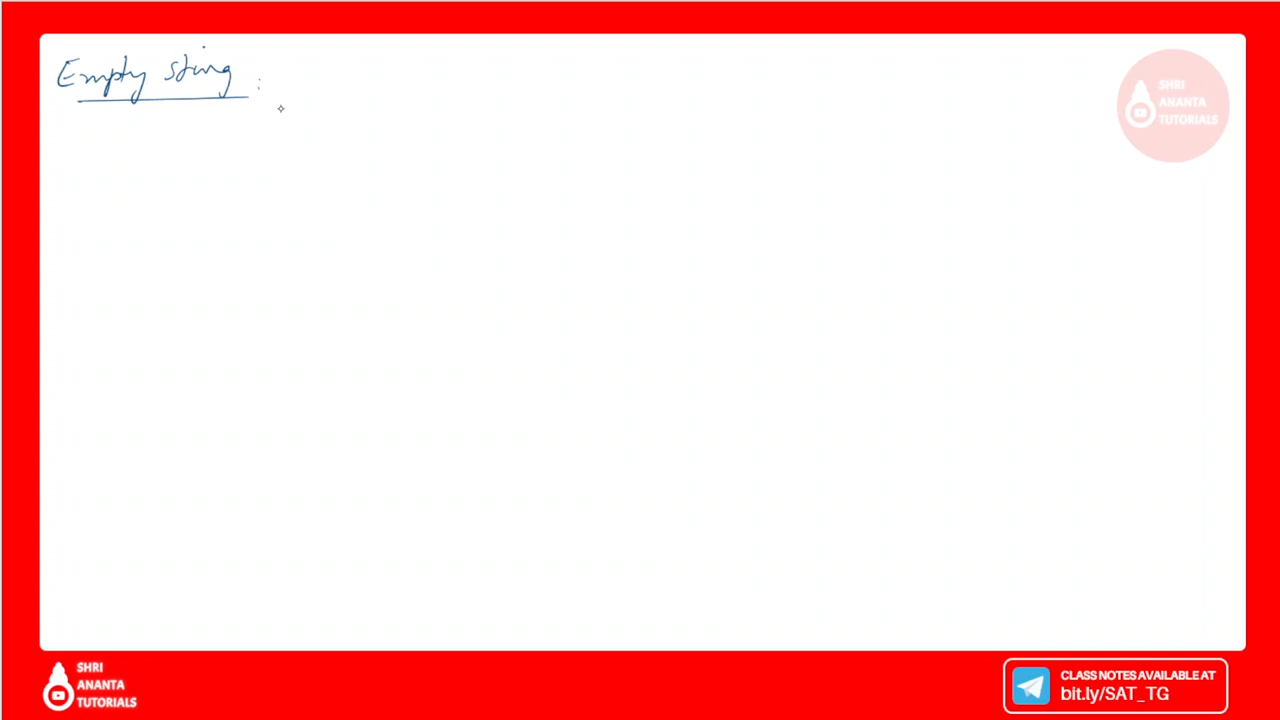 Empty string :
SHRI
ANANTA
TUTORIALS
SHRI
ANANTA
TUTORIALS
CLASS NOTES AVAILABLE AT
bit.ly/SAT_TG